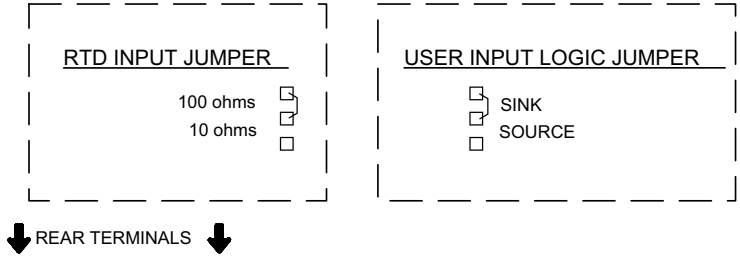 RTD INPUT JUMPER
100 ohms
10 ohms
USER INPUT LOGIC JUMPER
SINK
SOURCE
REAR TERMINALS